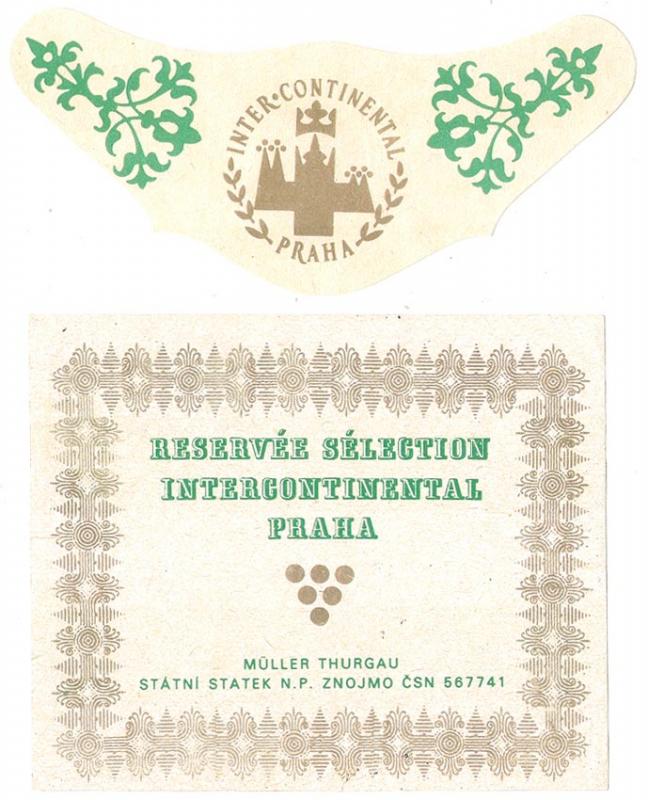 INTER•CONTINENTAL
PRAHA
RESERVÉE SÉLECTION
INTERCONTINENTAL
PRAHA
MÜLLER THURGAU
STÁTNÍ STATEK N.P. ZNOJMO ČSN 567741